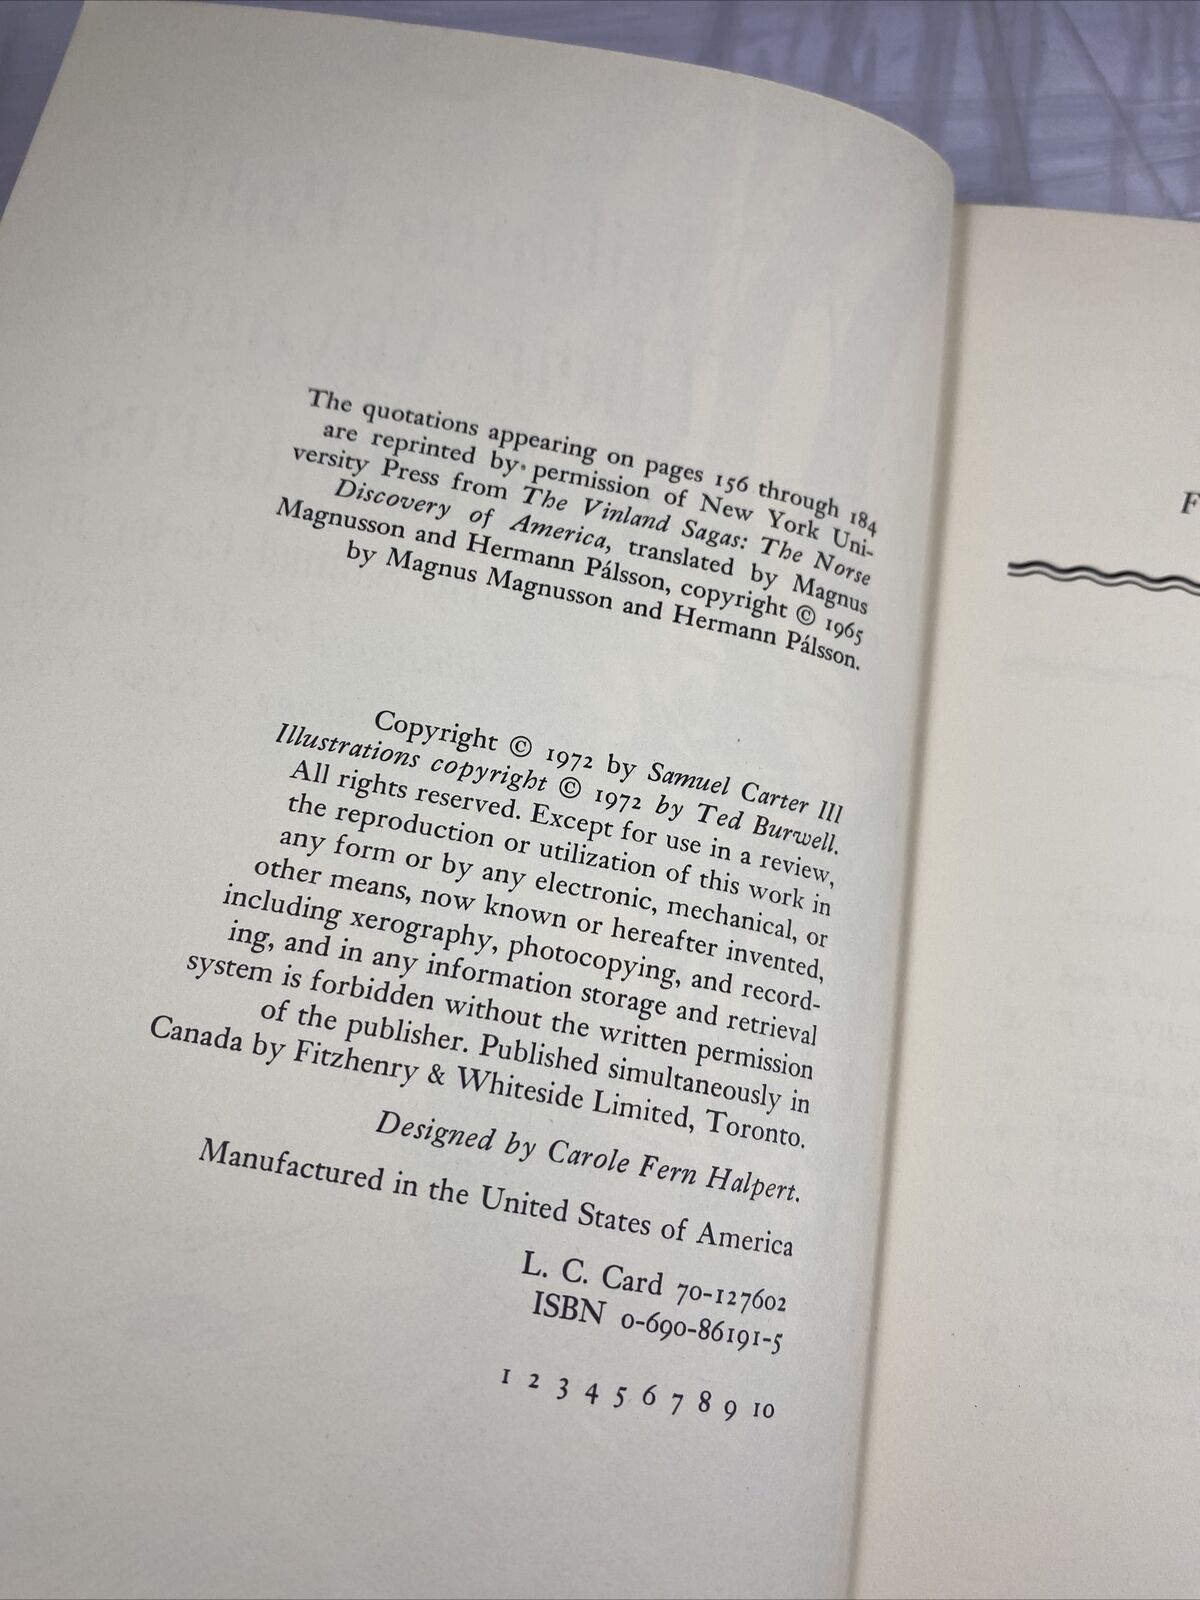 The quotations appearing on pages 156 through 184
are reprinted by permission of New York Uni-
versity Press from The Vinland Sagas: The Norse
Discovery of America, translated by Magnus
Magnusson and Hermann Pálsson, copyright © 1965
by Magnus Magnusson and Hermann Pálsson.
Copyright © 1972 by Samuel Carter III
Illustrations copyright © 1972 by Ted Burwell.
All rights reserved. Except for use in a review,
the reproduction or utilization of this work in
any form or by any electronic, mechanical, or
other means, now known or hereafter invented,
including xerography, photocopying, and record-
ing, and in any information storage and retrieval
system is forbidden without the written permission
of the publisher. Published simultaneously in
Canada by Fitzhenry & Whiteside Limited, Toronto.
Designed by Carole Fern Halpert.
Manufactured in the United States of America
L. C. Card 70-127602
ISBN 0-690-86191-5
1 2 3 4 5 6 7 8 9 10
F